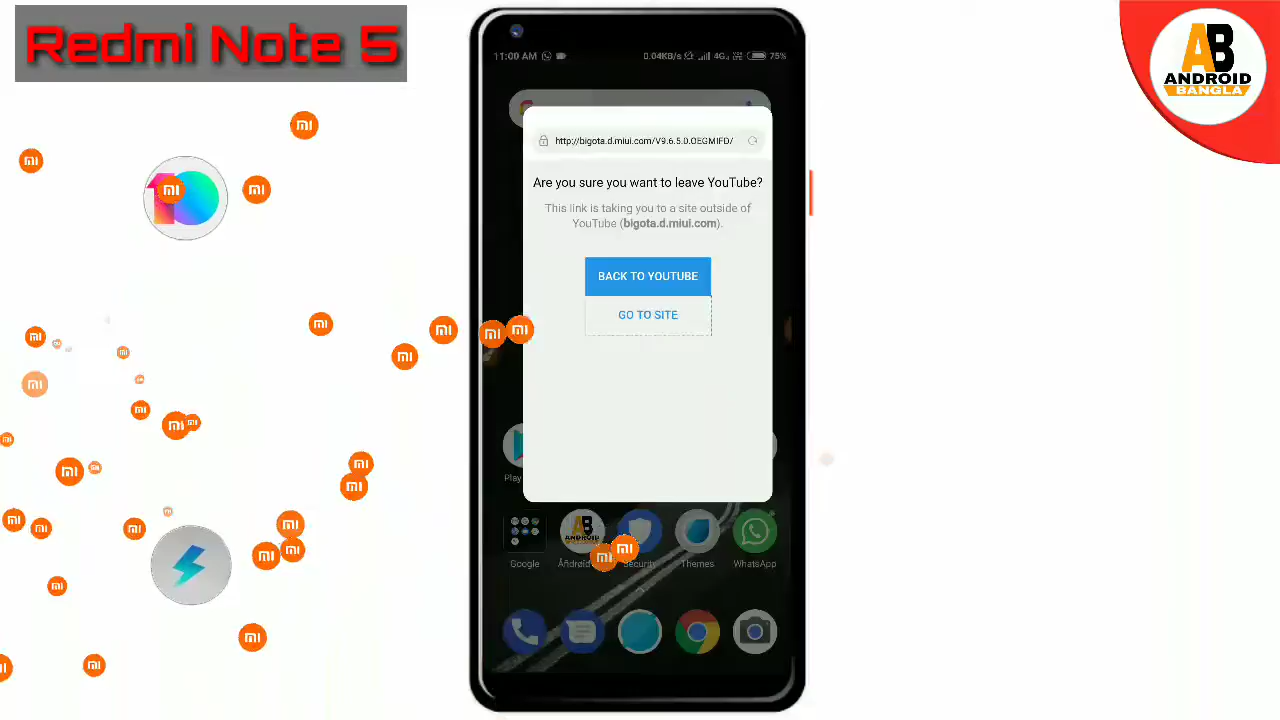 Redmi Note 5
ANDROID
BANGLA
11:00 AM
0.04KB/s
4G
75%
http://bigota.d.miui.com/V9.6.5.0.OEGMIFD/
Are you sure you want to leave YouTube?
This link is taking you to a site outside of
YouTube (bigota.d.miui.com).
BACK TO YOUTUBE
GO TO SITE
Play
Google
Security
Themes
WhatsApp